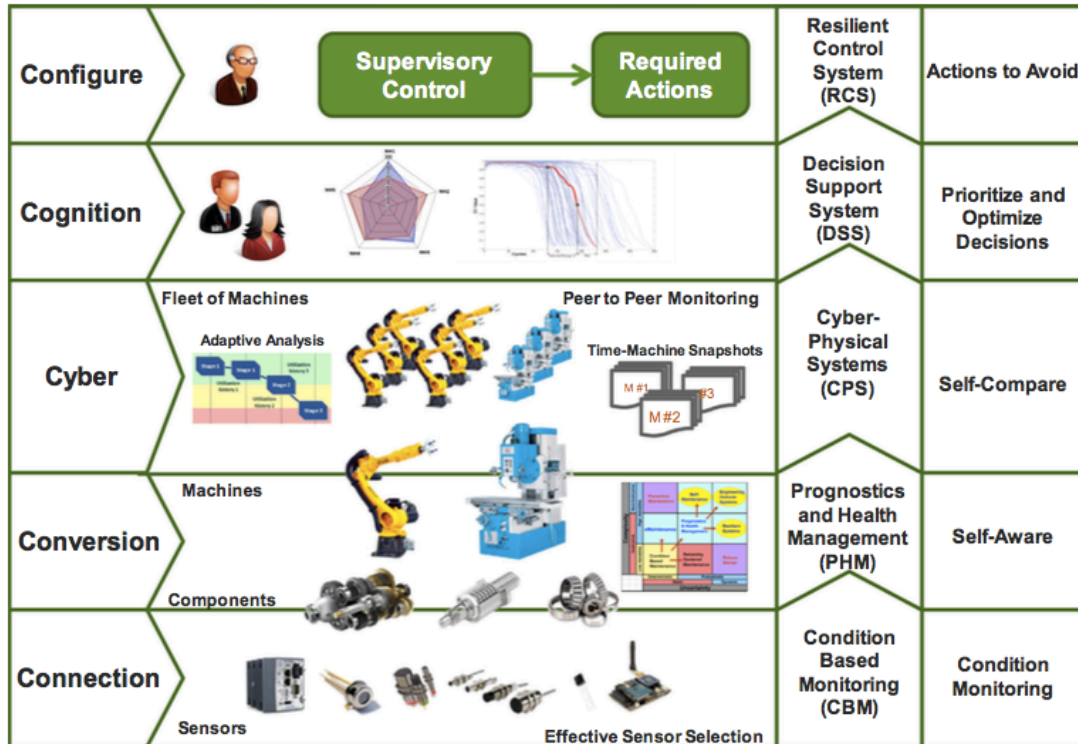 Configure
Supervisory
Control
Required
Actions
Resilient
Control
System
(RCS)
Actions to Avoid
Cognition
Decision
Support
System
(DSS)
Prioritize and
Optimize
Decisions
Cyber
Fleet of Machines
Peer to Peer Monitoring
Adaptive Analysis
Time-Machine Snapshots
M #1
M #2
#3
Cyber-
Physical
Systems
(CPS)
Self-Compare
Conversion
Machines
Components
Prognostics
and Health
Management
(PHM)
Self-Aware
Connection
Sensors
Effective Sensor Selection
Condition
Based
Monitoring
(CBM)
Condition
Monitoring